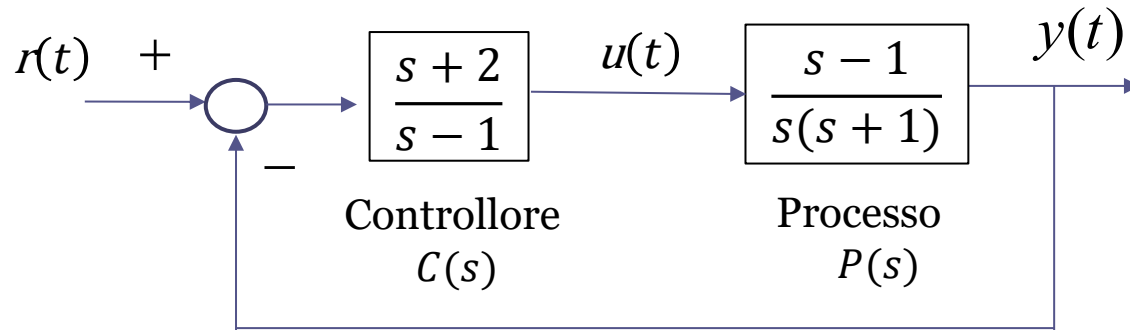 r(t) + s + 2 u(t) s − 1 y(t)
s − 1 s(s + 1)
−
Controllore Processo
C(s) P(s)